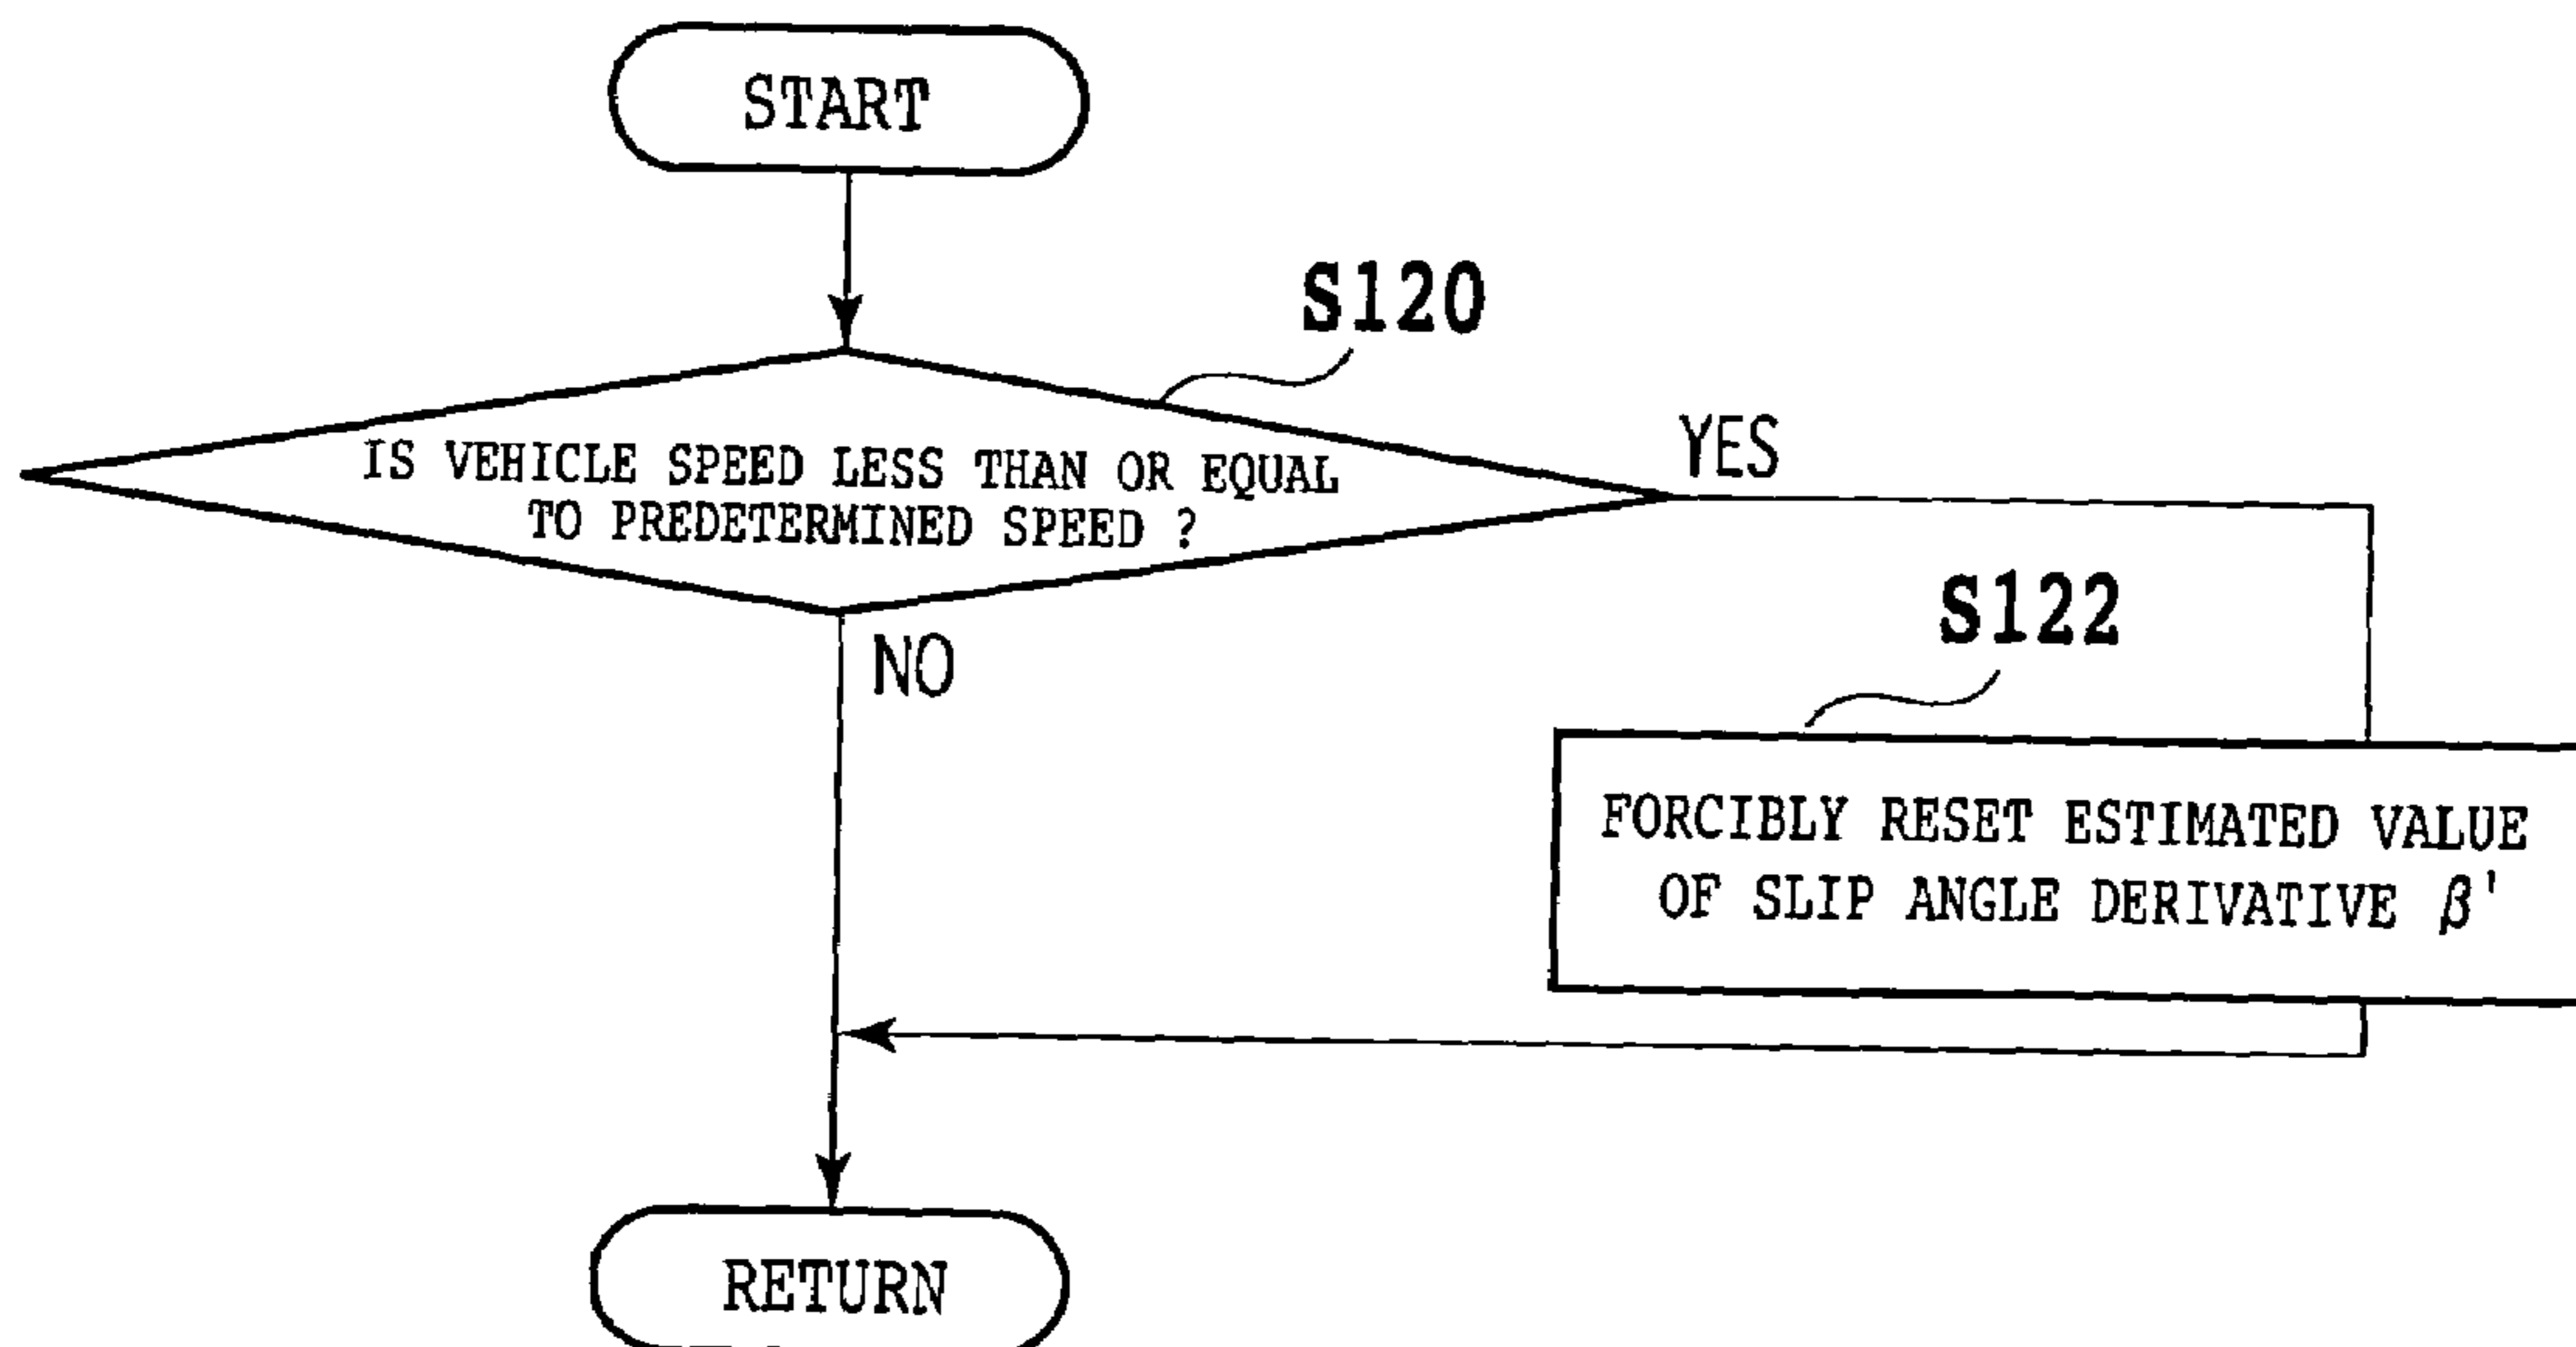 START
S120
IS VEHICLE SPEED LESS THAN OR EQUAL
TO PREDETERMINED SPEED ?
YES
NO
S122
FORCIBLY RESET ESTIMATED VALUE
OF SLIP ANGLE DERIVATIVE β'
RETURN